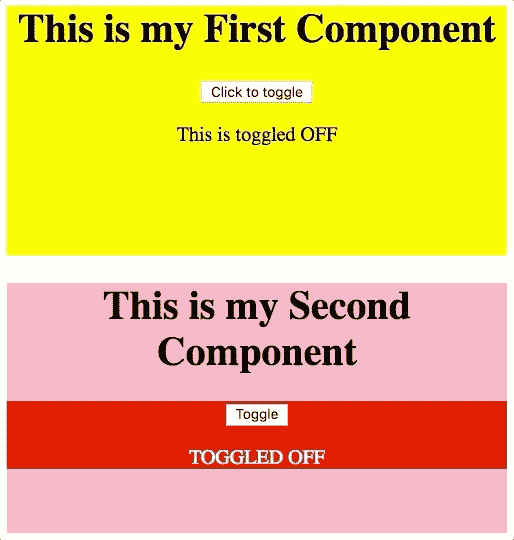 This is my First Component
Click to toggle
This is toggled OFF
This is my Second
Component
Toggle
TOGGLED OFF